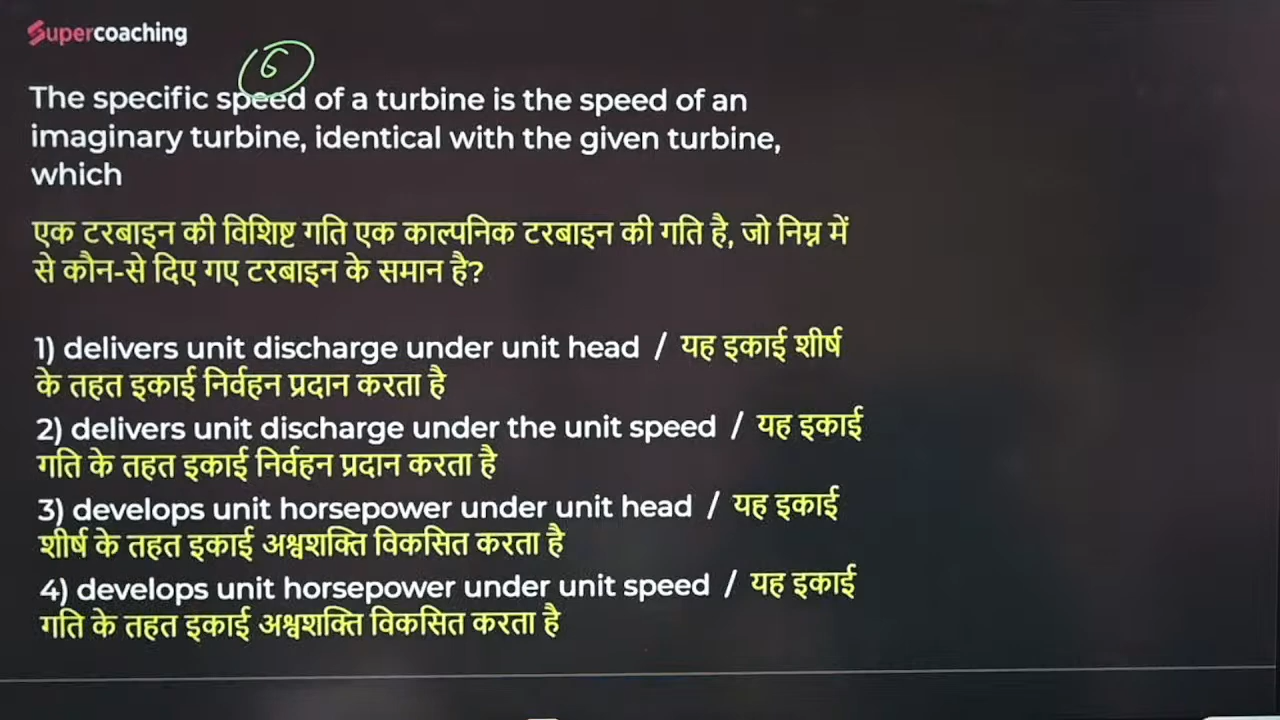 Supercoaching
6
The specific speed of a turbine is the speed of an
imaginary turbine, identical with the given turbine,
which
एक टरबाइन की विशिष्ट गति एक काल्पनिक टरबाइन की गति है, जो निम्न में
से कौन-से दिए गए टरबाइन के समान है?
1) delivers unit discharge under unit head / यह इकाई शीर्ष
के तहत इकाई निर्वहन प्रदान करता है
2) delivers unit discharge under the unit speed / यह इकाई
गति के तहत इकाई निर्वहन प्रदान करता है
3) develops unit horsepower under unit head / यह इकाई
शीर्ष के तहत इकाई अश्वशक्ति विकसित करता है
4) develops unit horsepower under unit speed / यह इकाई
गति के तहत इकाई अश्वशक्ति विकसित करता है